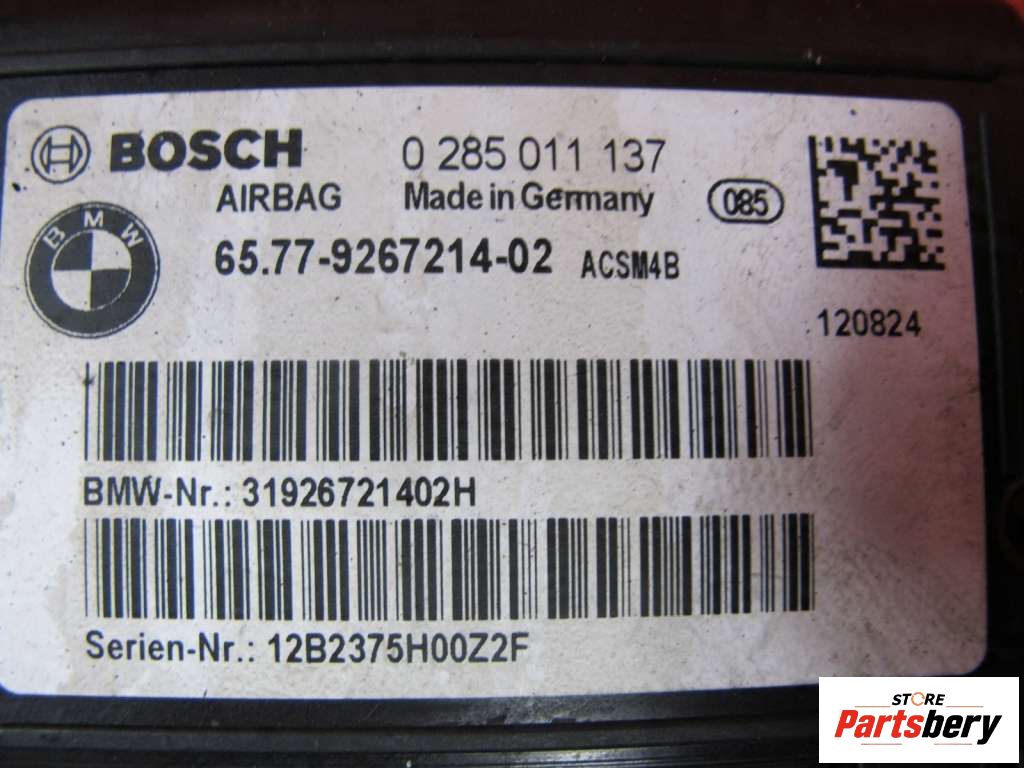 BOSCH 0 285 011 137
AIRBAG Made in Germany 085
BMW
65.77-9267214-02 ACSM4B
120824
BMW-Nr.: 31926721402H
Serien-Nr.: 12B2375H00Z2F
STORE
Partsbery